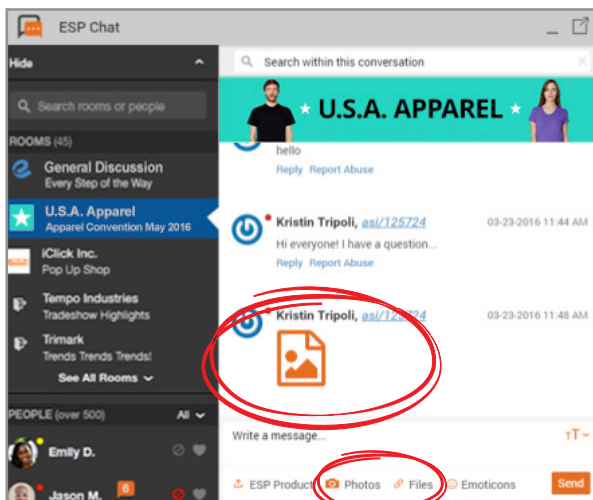 ESP Chat
Hide
Search rooms or people
ROOMS (45)
General Discussion
Every Step of the Way
U.S.A. Apparel
Apparel Convention May 2016
iClick Inc.
Pop Up Shop
Tempo Industries
Tradeshow Highlights
Trimark
Trends Trends Trends!
See All Rooms
PEOPLE (over 500) All
Emily D.
Jason M. 6
Search within this conversation
U.S.A. APPAREL
hello
Reply Report Abuse
Kristin Tripoli, asi/125724 03-23-2016 11:44 AM
Hi everyone! I have a question...
Reply Report Abuse
Kristin Tripoli, asi/125724 03-23-2016 11:48 AM
Write a message...
TT
ESP Product Photos Files Emoticons Send